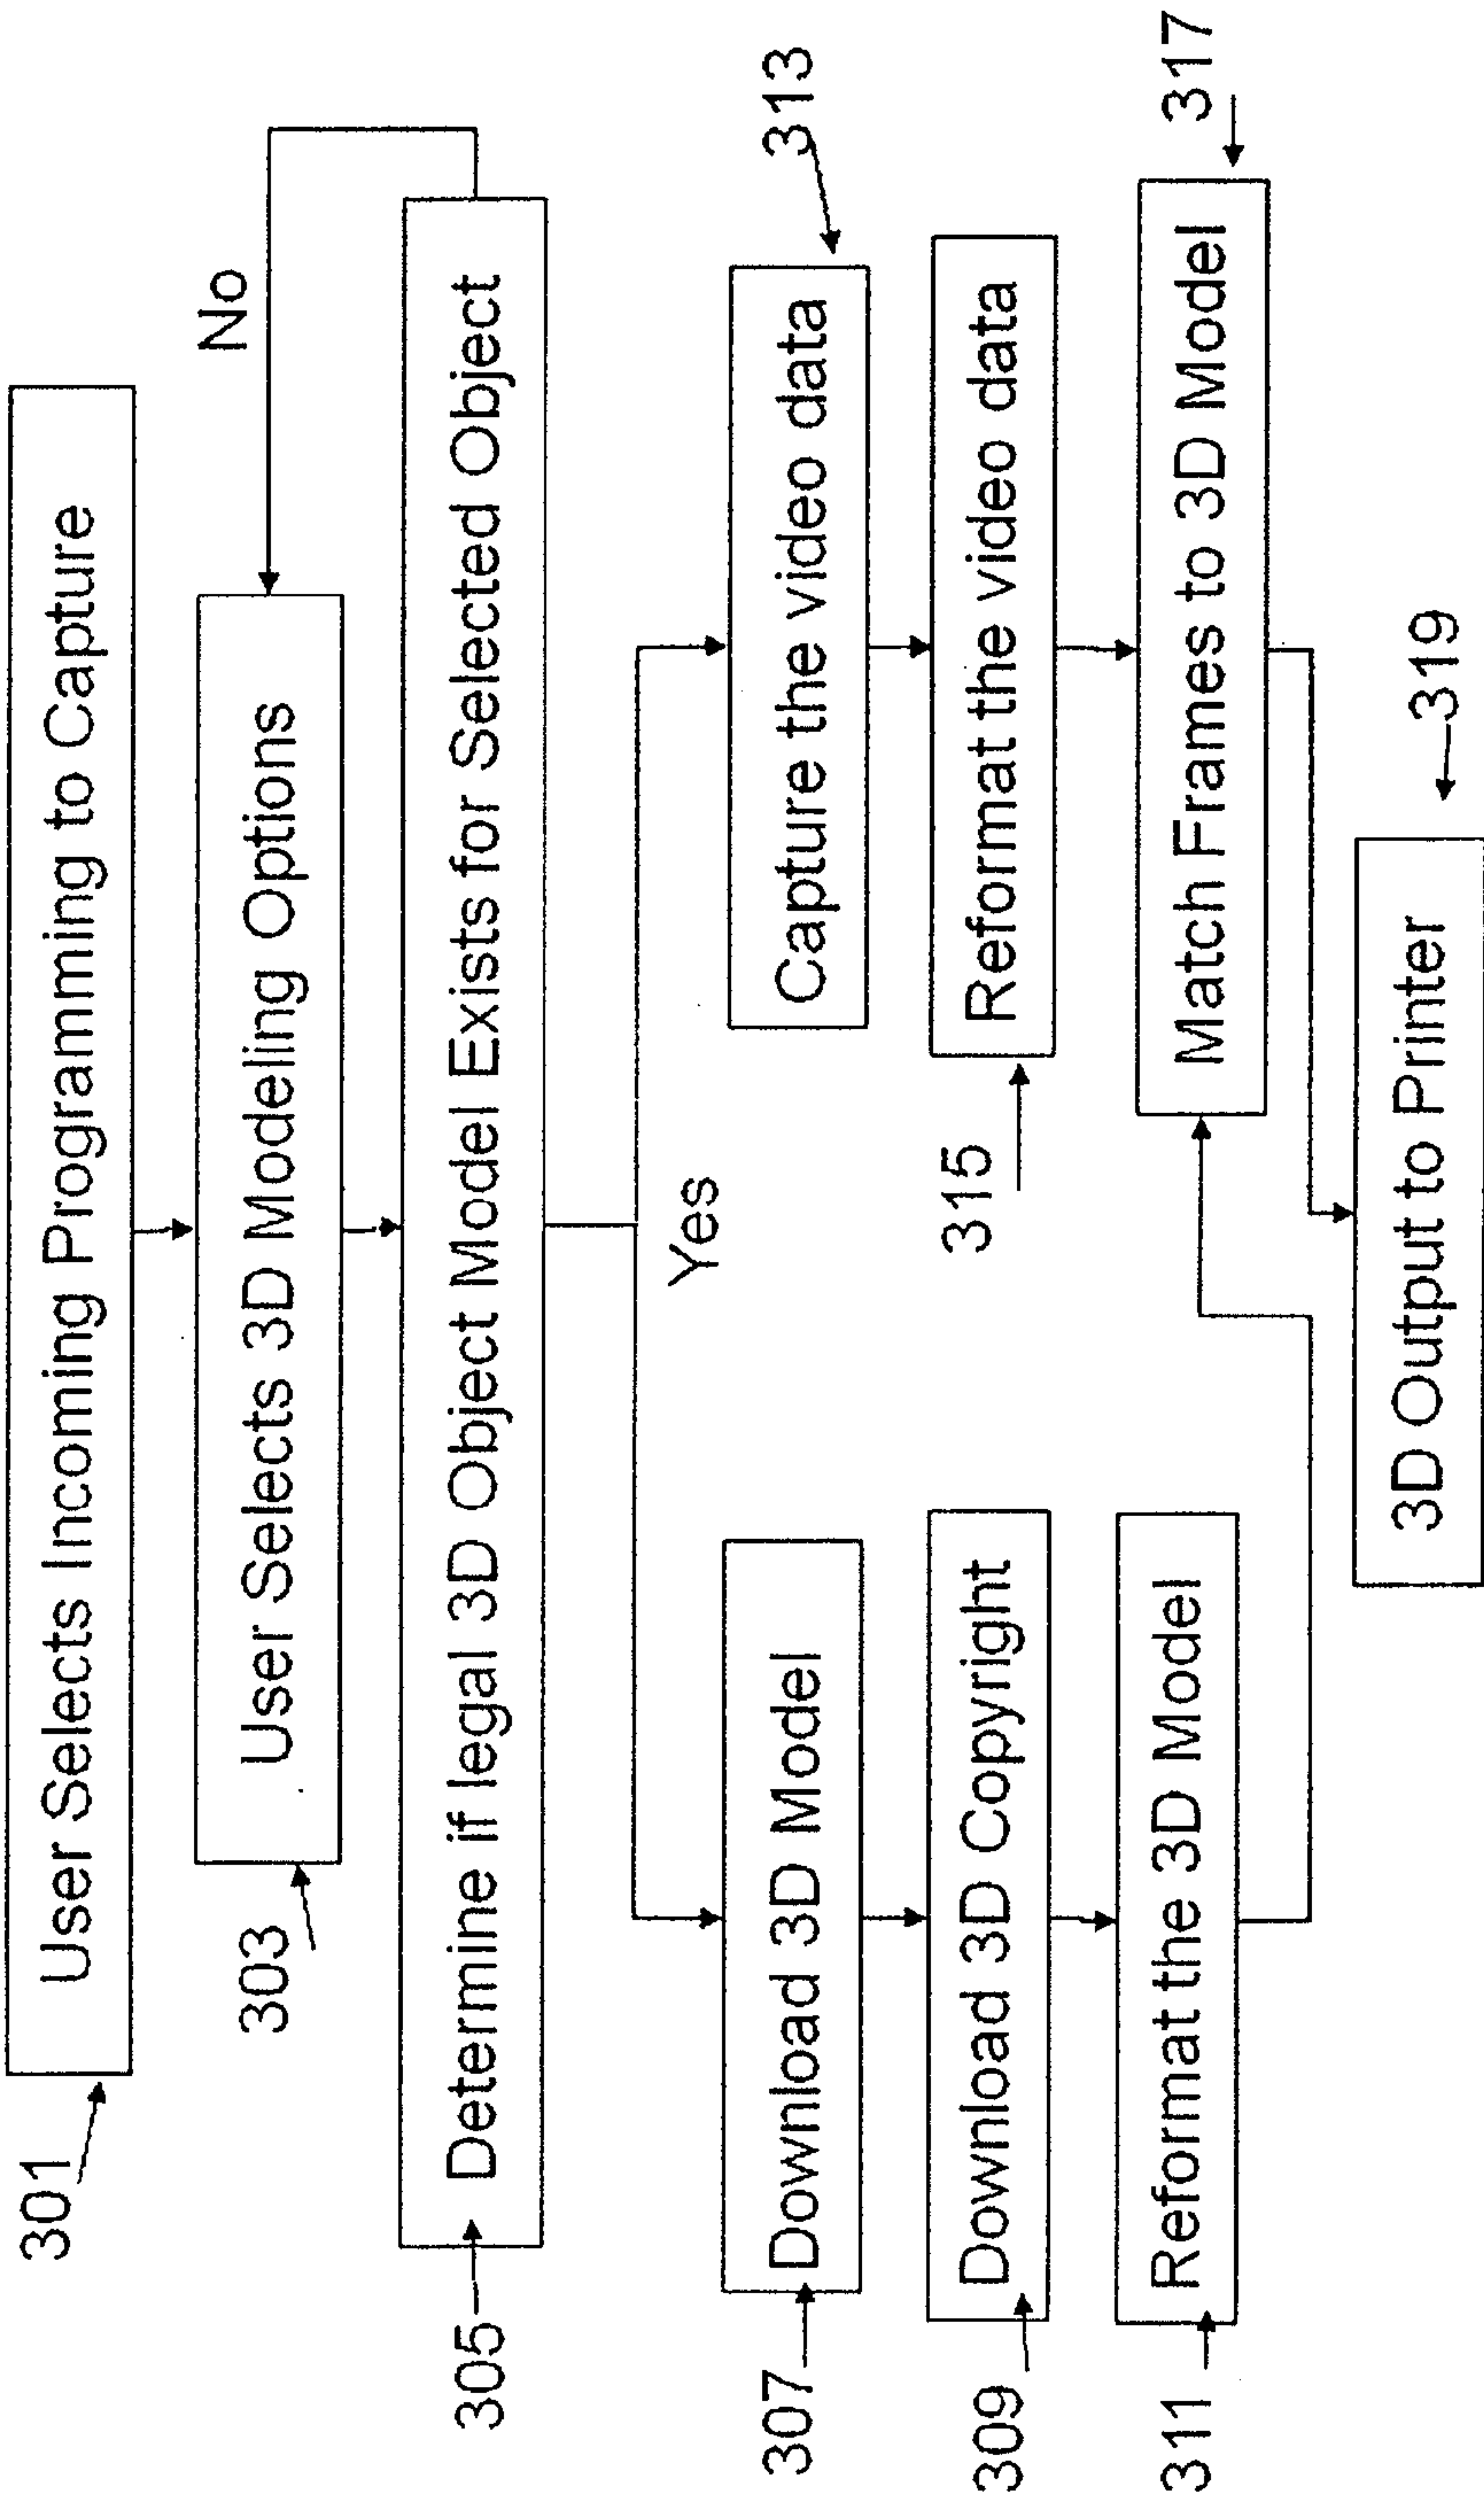 User Selects Incoming Programming to Capture
301
No
User Selects 3D Modeling Options
303
Determine if legal 3D Object Model Exists for Selected Object
305
Yes
307
Download 3D Model
Capture the video data
313
309
Download 3D Copyright
315
Reformat the video data
311
Reformat the 3D Model
Match Frames to 3D Model
317
3D Output to Printer
319